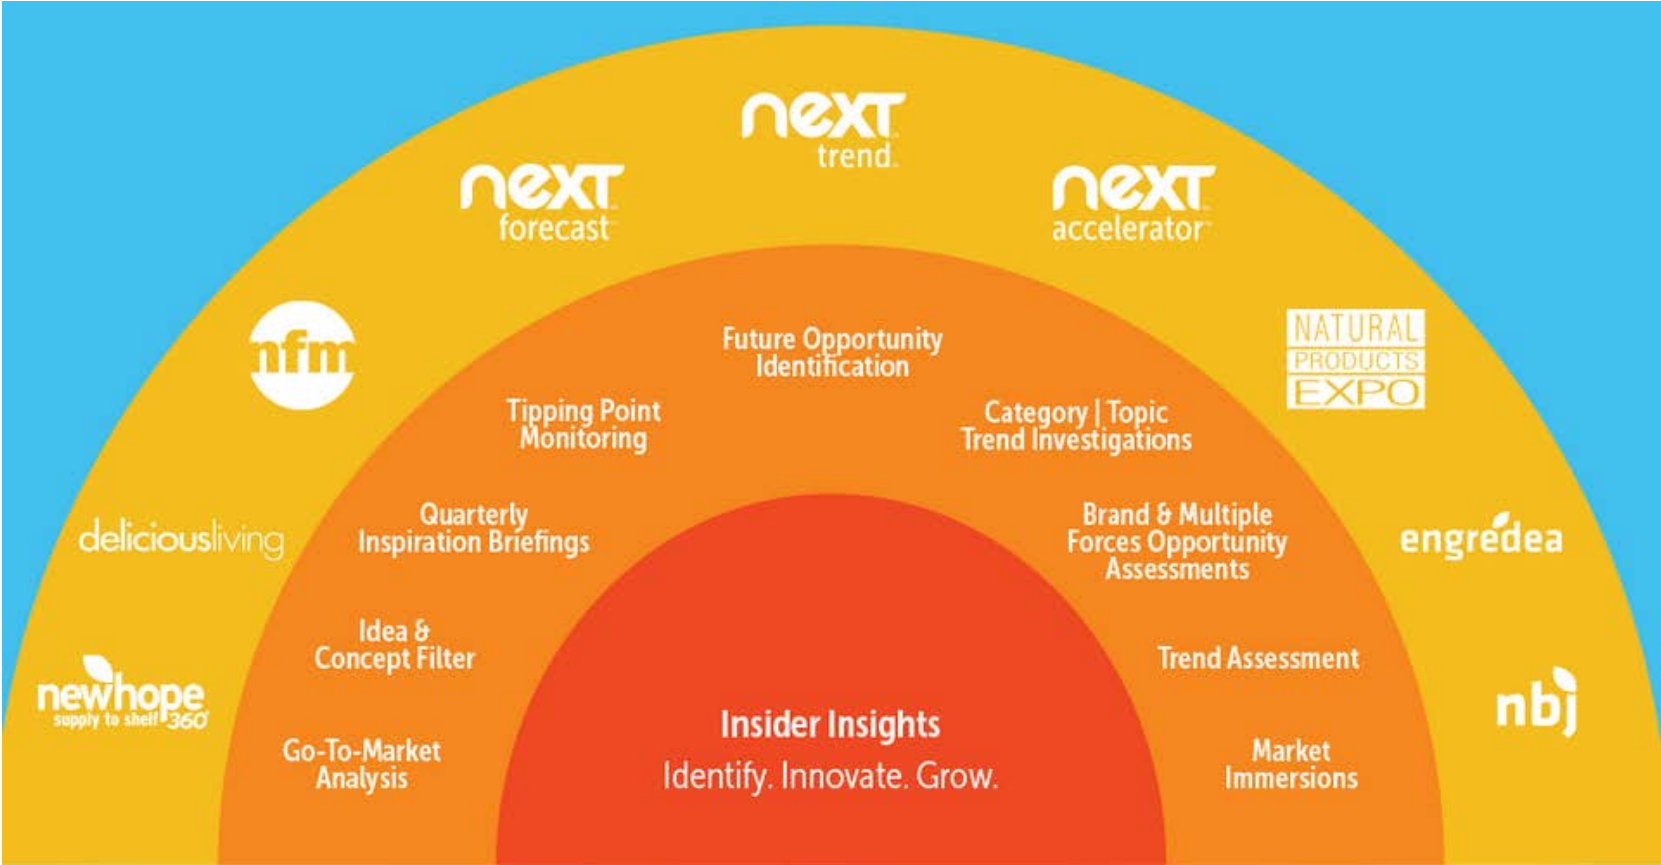 next
trend
next
forecast
next
accelerator
nfm
NATURAL
PRODUCTS
EXPO
deliciousliving
engredea
newhope
supply to shelf 360°
nbj
Future Opportunity
Identification
Tipping Point
Monitoring
Category | Topic
Trend Investigations
Quarterly
Inspiration Briefings
Brand & Multiple
Forces Opportunity
Assessments
Idea &
Concept Filter
Trend Assessment
Go-To-Market
Analysis
Market
Immersions
Insider Insights
Identify. Innovate. Grow.